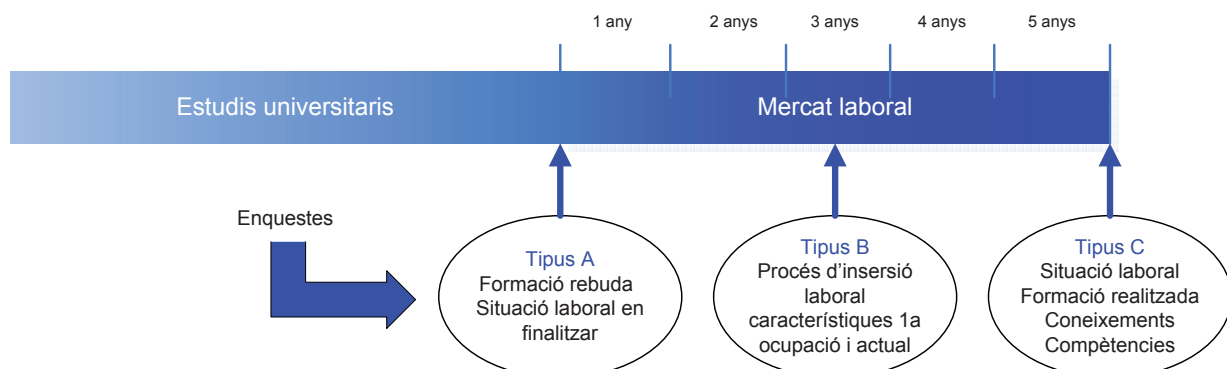 1 any
2 anys
3 anys
4 anys
5 anys
Estudis universitaris
Mercat laboral
Enquestes
Tipus A
Formació rebuda
Situació laboral en
finalitzar
Tipus B
Procés d’insersió
laboral
característiques 1a
ocupació i actual
Tipus C
Situació laboral
Formació realitzada
Coneixements
Compètencies